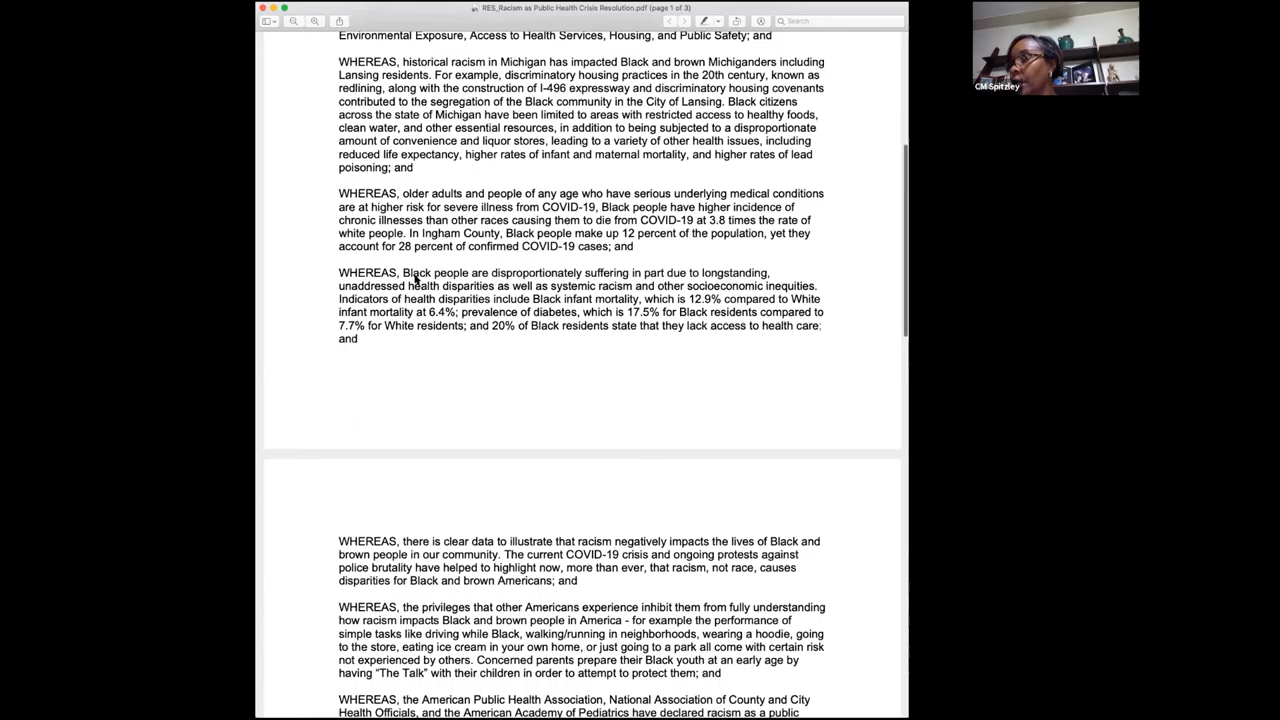 RES_Racism as Public Health Crisis Resolution.pdf (page 1 of 3)
Search
CM Spitzley
Environmental Exposure, Access to Health Services, Housing, and Public Safety; and
WHEREAS, historical racism in Michigan has impacted Black and brown Michiganders including
Lansing residents. For example, discriminatory housing practices in the 20th century, known as
redlining, along with the construction of I-496 expressway and discriminatory housing covenants
contributed to the segregation of the Black community in the City of Lansing. Black citizens
across the state of Michigan have been limited to areas with restricted access to healthy foods,
clean water, and other essential resources, in addition to being subjected to a disproportionate
amount of convenience and liquor stores, leading to a variety of other health issues, including
reduced life expectancy, higher rates of infant and maternal mortality, and higher rates of lead
poisoning; and
WHEREAS, older adults and people of any age who have serious underlying medical conditions
are at higher risk for severe illness from COVID-19, Black people have higher incidence of
chronic illnesses than other races causing them to die from COVID-19 at 3.8 times the rate of
white people. In Ingham County, Black people make up 12 percent of the population, yet they
account for 28 percent of confirmed COVID-19 cases; and
WHEREAS, Black people are disproportionately suffering in part due to longstanding,
unaddressed health disparities as well as systemic racism and other socioeconomic inequities.
Indicators of health disparities include Black infant mortality, which is 12.9% compared to White
infant mortality at 6.4%; prevalence of diabetes, which is 17.5% for Black residents compared to
7.7% for White residents; and 20% of Black residents state that they lack access to health care;
and
WHEREAS, there is clear data to illustrate that racism negatively impacts the lives of Black and
brown people in our community. The current COVID-19 crisis and ongoing protests against
police brutality have helped to highlight now, more than ever, that racism, not race, causes
disparities for Black and brown Americans; and
WHEREAS, the privileges that other Americans experience inhibit them from fully understanding
how racism impacts Black and brown people in America - for example the performance of
simple tasks like driving while Black, walking/running in neighborhoods, wearing a hoodie, going
to the store, eating ice cream in your own home, or just going to a park all come with certain risk
not experienced by others. Concerned parents prepare their Black youth at an early age by
having “The Talk” with their children in order to attempt to protect them; and
WHEREAS, the American Public Health Association, National Association of County and City
Health Officials, and the American Academy of Pediatrics have declared racism as a public